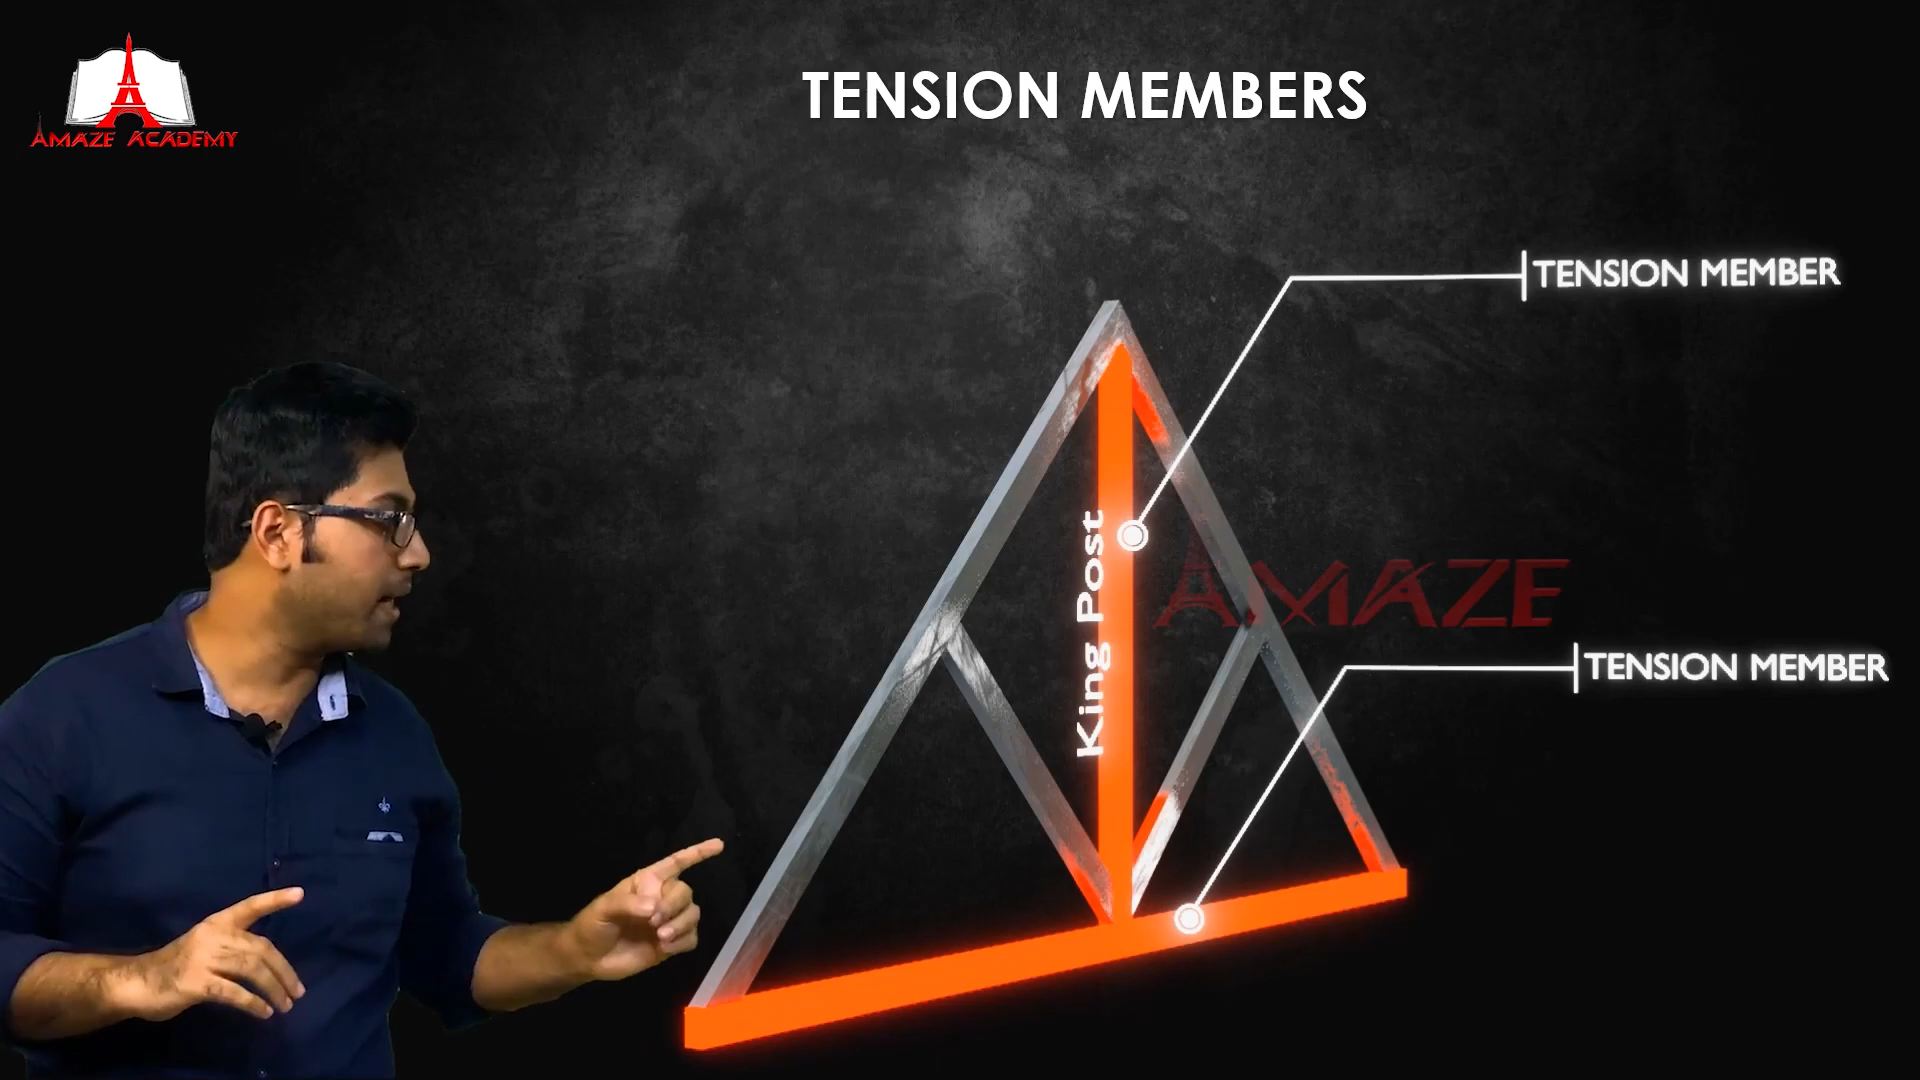 AMAZE ACADEMY
TENSION MEMBERS
TENSION MEMBER
King Post
AMAZE
TENSION MEMBER